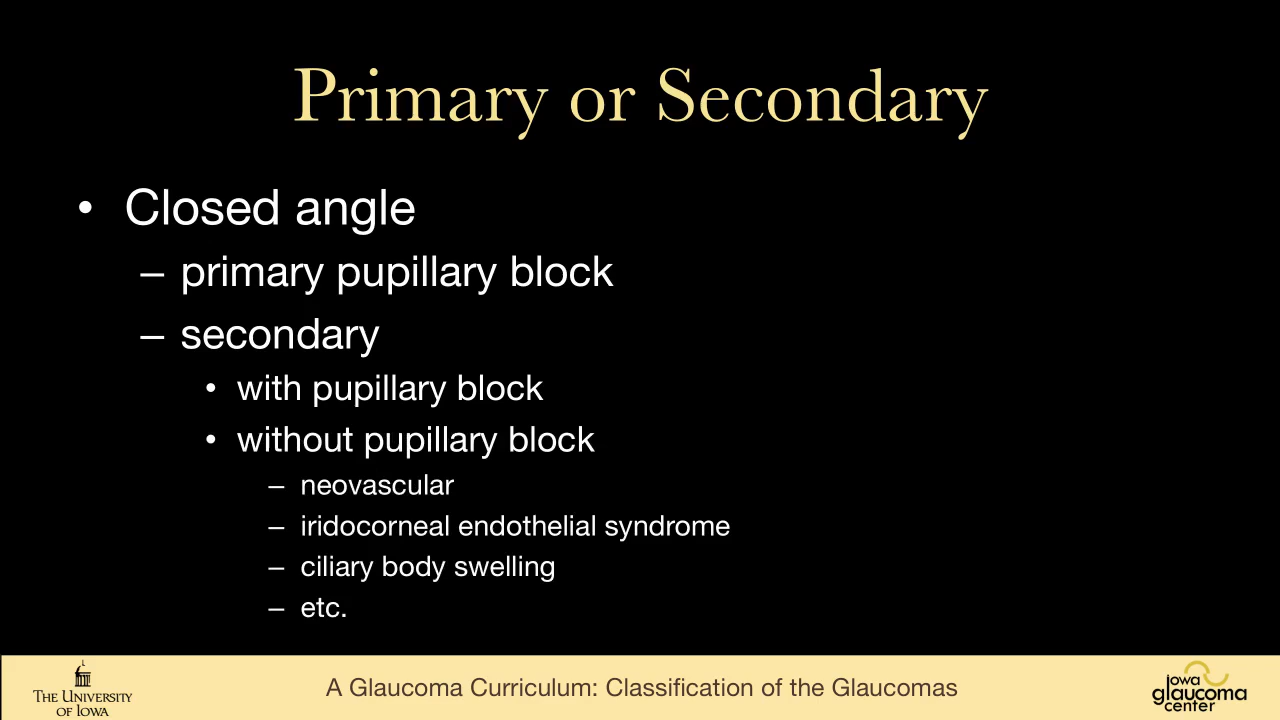 Primary or Secondary
• Closed angle
– primary pupillary block
– secondary
• with pupillary block
• without pupillary block
– neovascular
– iridocorneal endothelial syndrome
– ciliary body swelling
– etc.
THE UNIVERSITY
OF IOWA
A Glaucoma Curriculum: Classification of the Glaucomas
Iowa
glaucoma
center